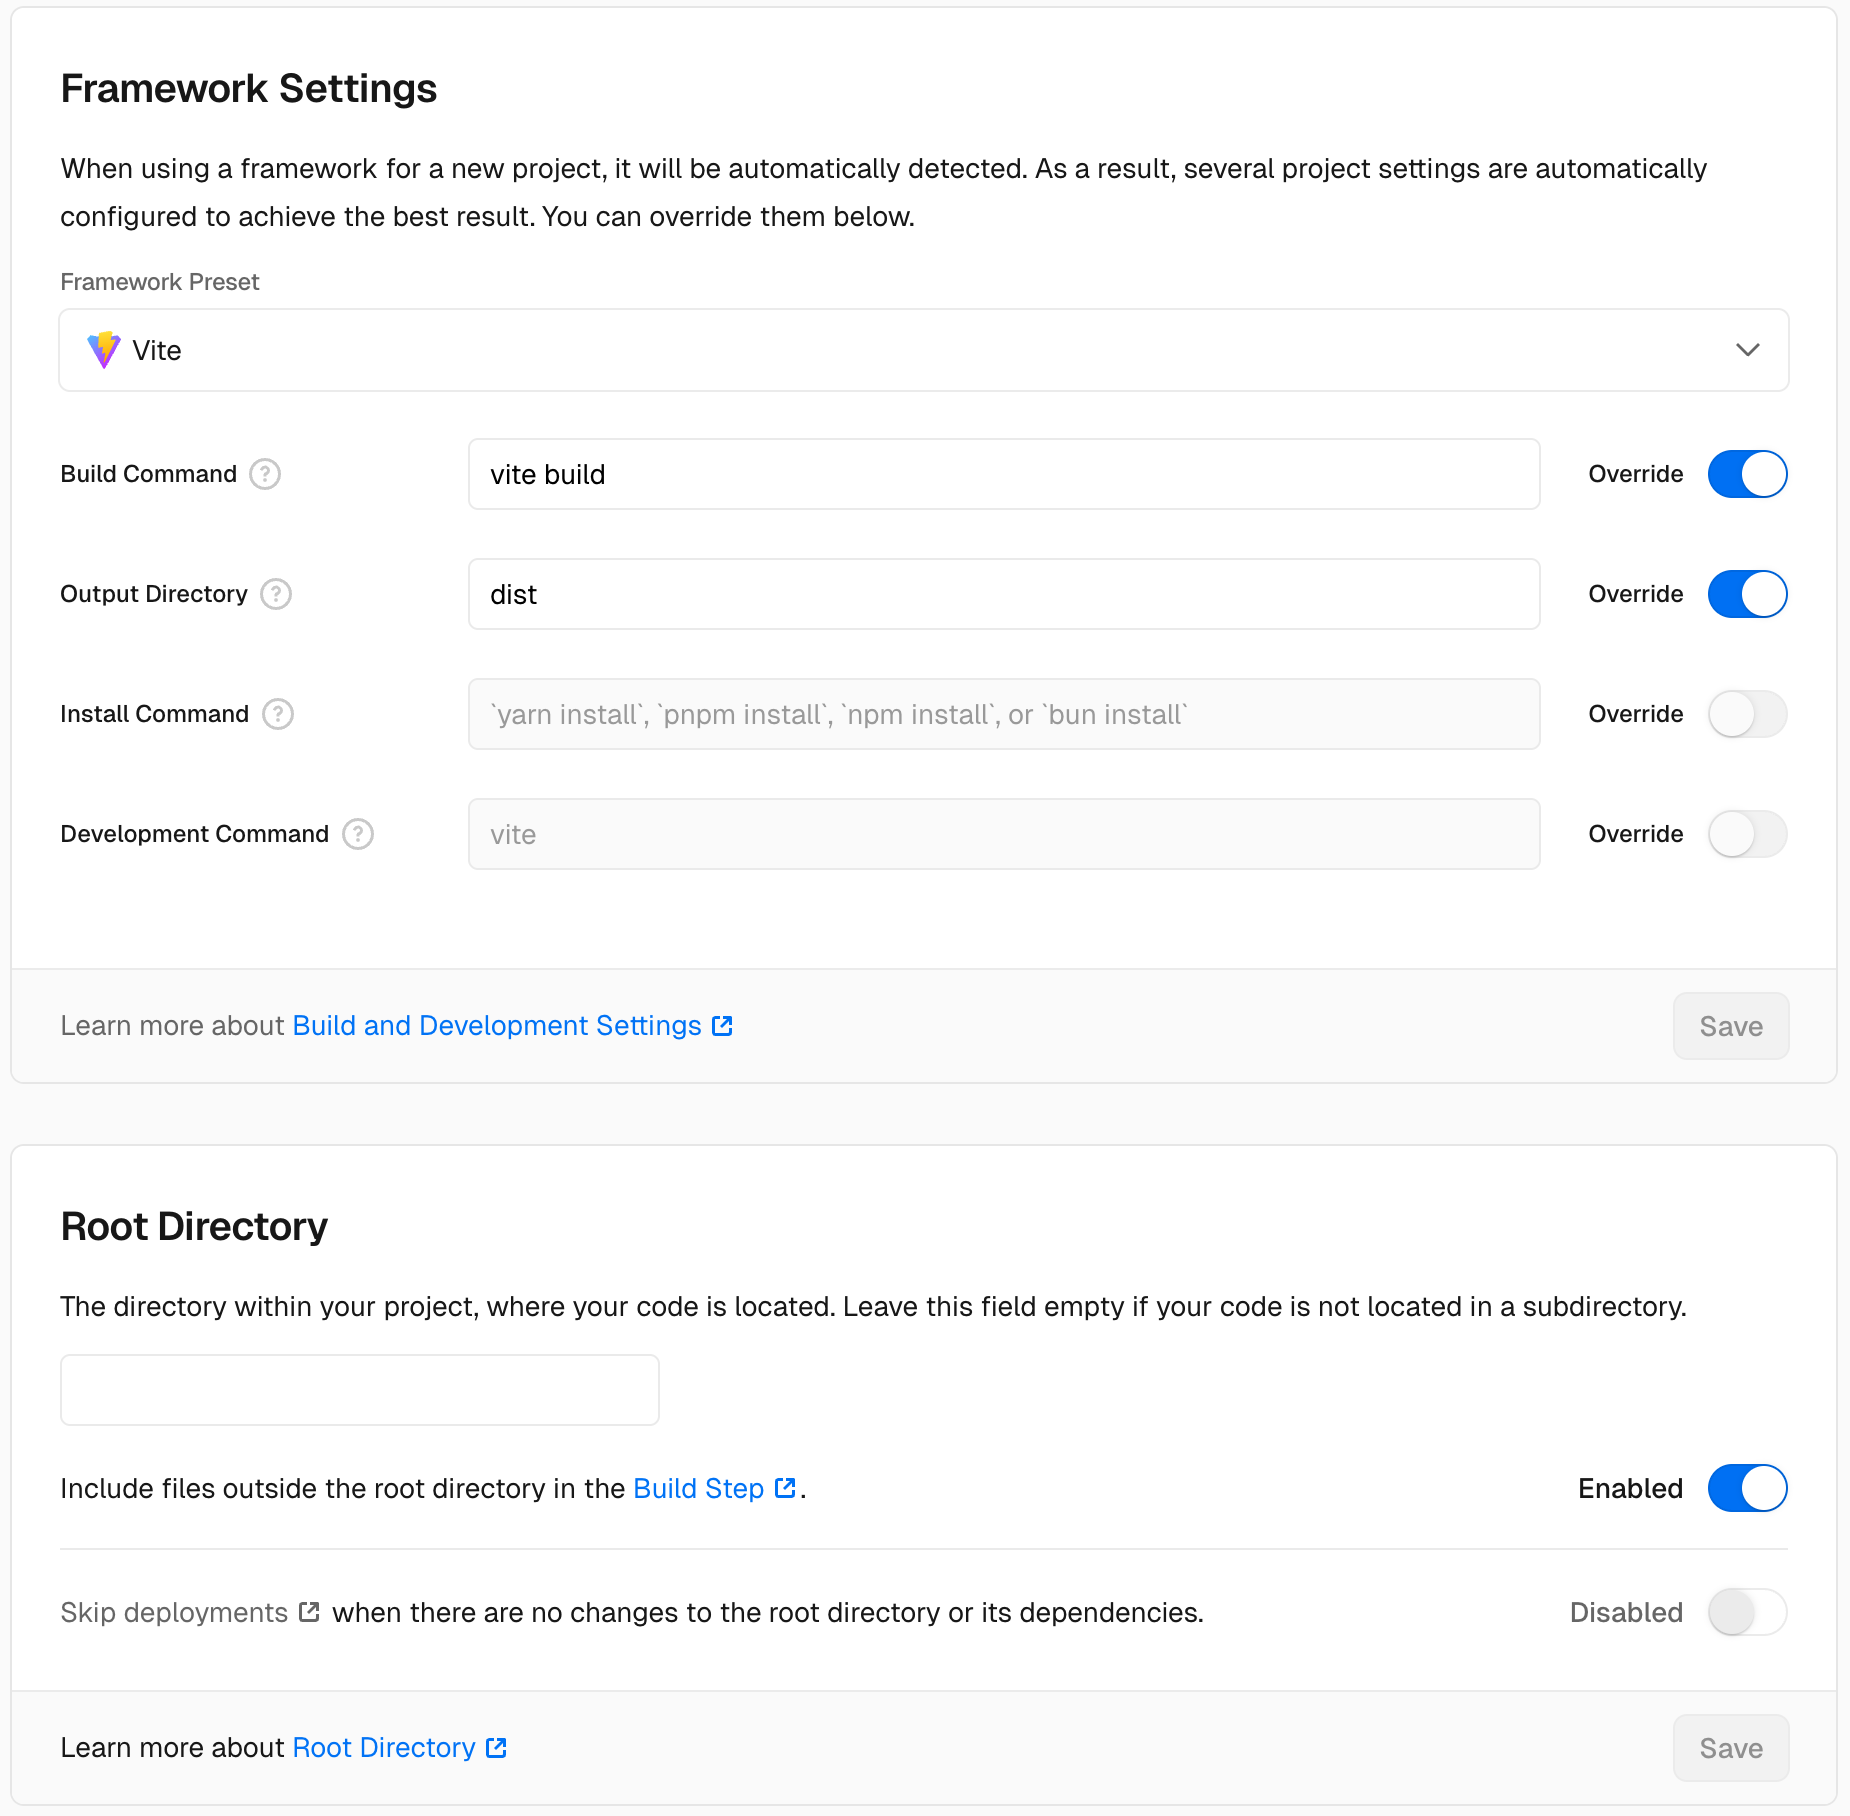 Framework Settings
When using a framework for a new project, it will be automatically detected. As a result, several project settings are automatically
configured to achieve the best result. You can override them below.
Framework Preset
Vite
Build Command ? vite build Override
Output Directory ? dist Override
Install Command ? `yarn install`, `pnpm install`, `npm install`, or `bun install` Override
Development Command ? vite Override
Learn more about Build and Development Settings Save
Root Directory
The directory within your project, where your code is located. Leave this field empty if your code is not located in a subdirectory.
Include files outside the root directory in the Build Step . Enabled
Skip deployments when there are no changes to the root directory or its dependencies. Disabled
Learn more about Root Directory Save